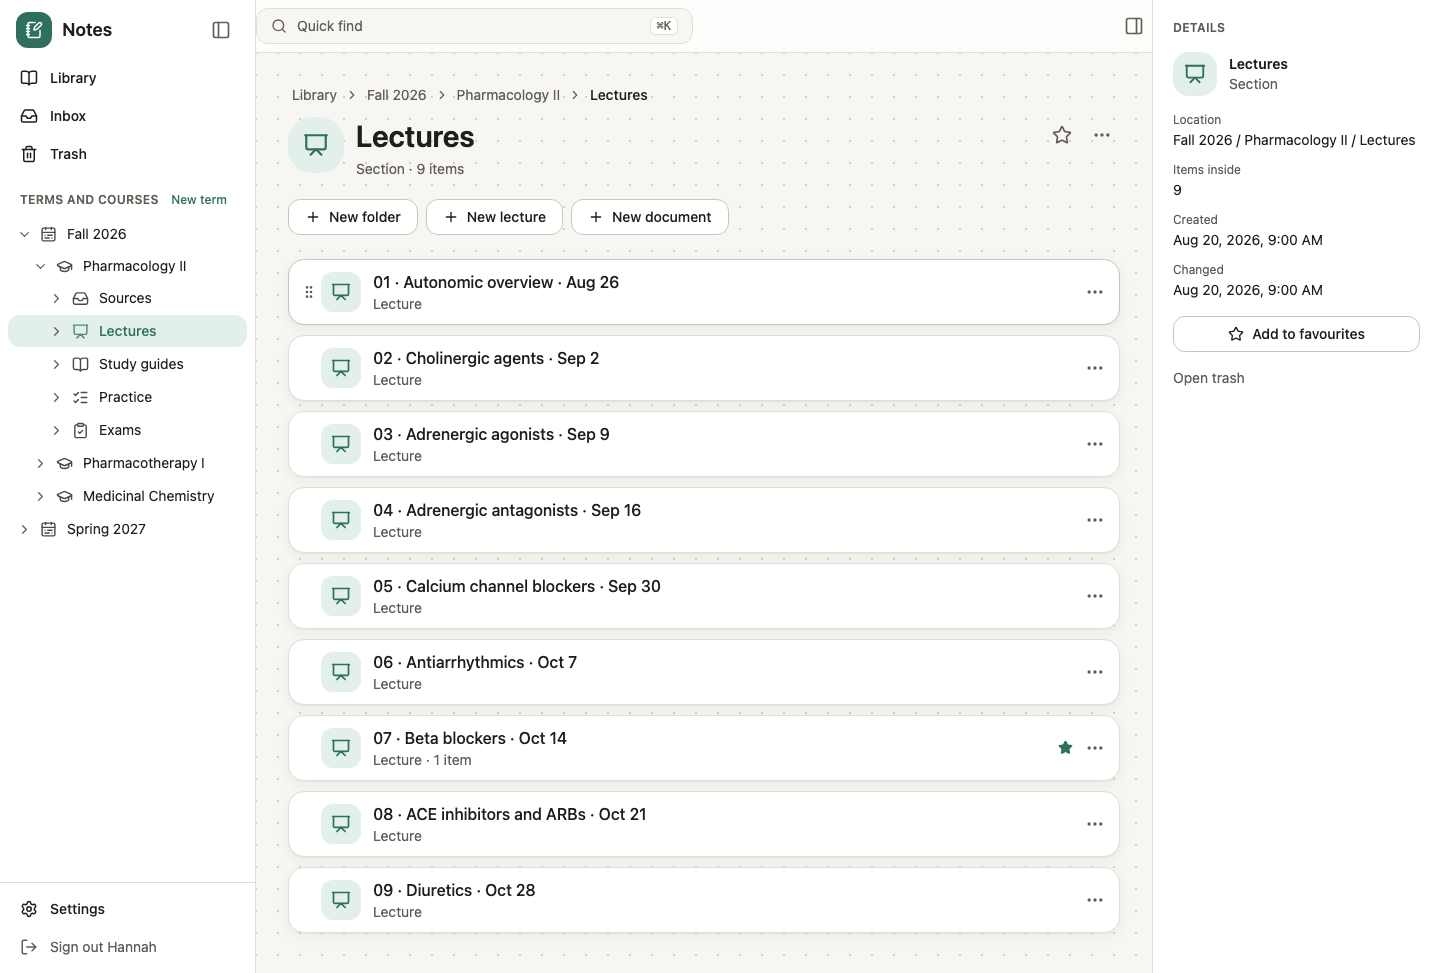 Notes
Library
Inbox
Trash
TERMS AND COURSES New term
Fall 2026
Pharmacology II
Sources
Lectures
Study guides
Practice
Exams
Pharmacotherapy I
Medicinal Chemistry
Spring 2027
Settings
Sign out Hannah
Quick find ⌘K
Library > Fall 2026 > Pharmacology II > Lectures
Lectures
Section · 9 items
+ New folder + New lecture + New document
01 · Autonomic overview · Aug 26
Lecture
02 · Cholinergic agents · Sep 2
Lecture
03 · Adrenergic agonists · Sep 9
Lecture
04 · Adrenergic antagonists · Sep 16
Lecture
05 · Calcium channel blockers · Sep 30
Lecture
06 · Antiarrhythmics · Oct 7
Lecture
07 · Beta blockers · Oct 14
Lecture · 1 item
08 · ACE inhibitors and ARBs · Oct 21
Lecture
09 · Diuretics · Oct 28
Lecture
DETAILS
Lectures
Section
Location
Fall 2026 / Pharmacology II / Lectures
Items inside
9
Created
Aug 20, 2026, 9:00 AM
Changed
Aug 20, 2026, 9:00 AM
Add to favourites
Open trash